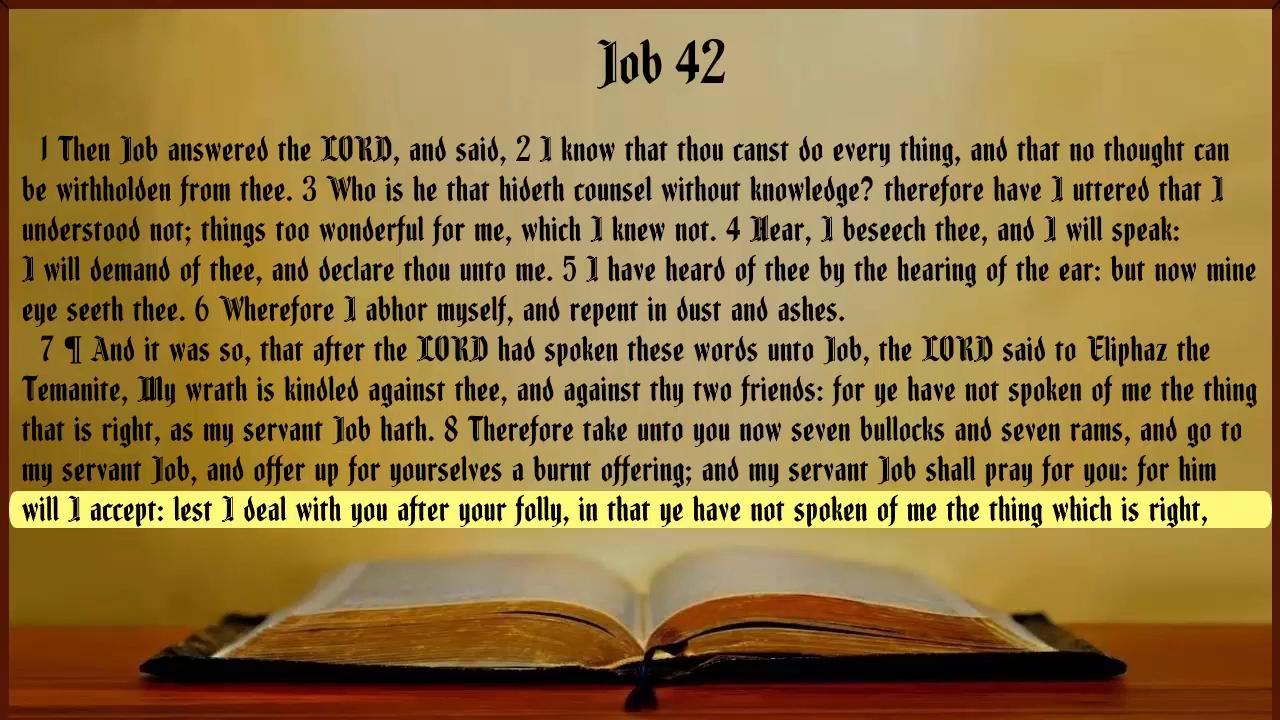 Job 42
1 Then Job answered the LORD, and said, 2 I know that thou canst do every thing, and that no thought can
be withholden from thee. 3 Who is he that hideth counsel without knowledge? therefore have I uttered that I
understood not; things too wonderful for me, which I knew not. 4 Hear, I beseech thee, and I will speak:
I will demand of thee, and declare thou unto me. 5 I have heard of thee by the hearing of the ear: but now mine
eye seeth thee. 6 Wherefore I abhor myself, and repent in dust and ashes.
7 ¶ And it was so, that after the LORD had spoken these words unto Job, the LORD said to Eliphaz the
Temanite, My wrath is kindled against thee, and against thy two friends: for ye have not spoken of me the thing
that is right, as my servant Job hath. 8 Therefore take unto you now seven bullocks and seven rams, and go to
my servant Job, and offer up for yourselves a burnt offering; and my servant Job shall pray for you: for him
will I accept: lest I deal with you after your folly, in that ye have not spoken of me the thing which is right,